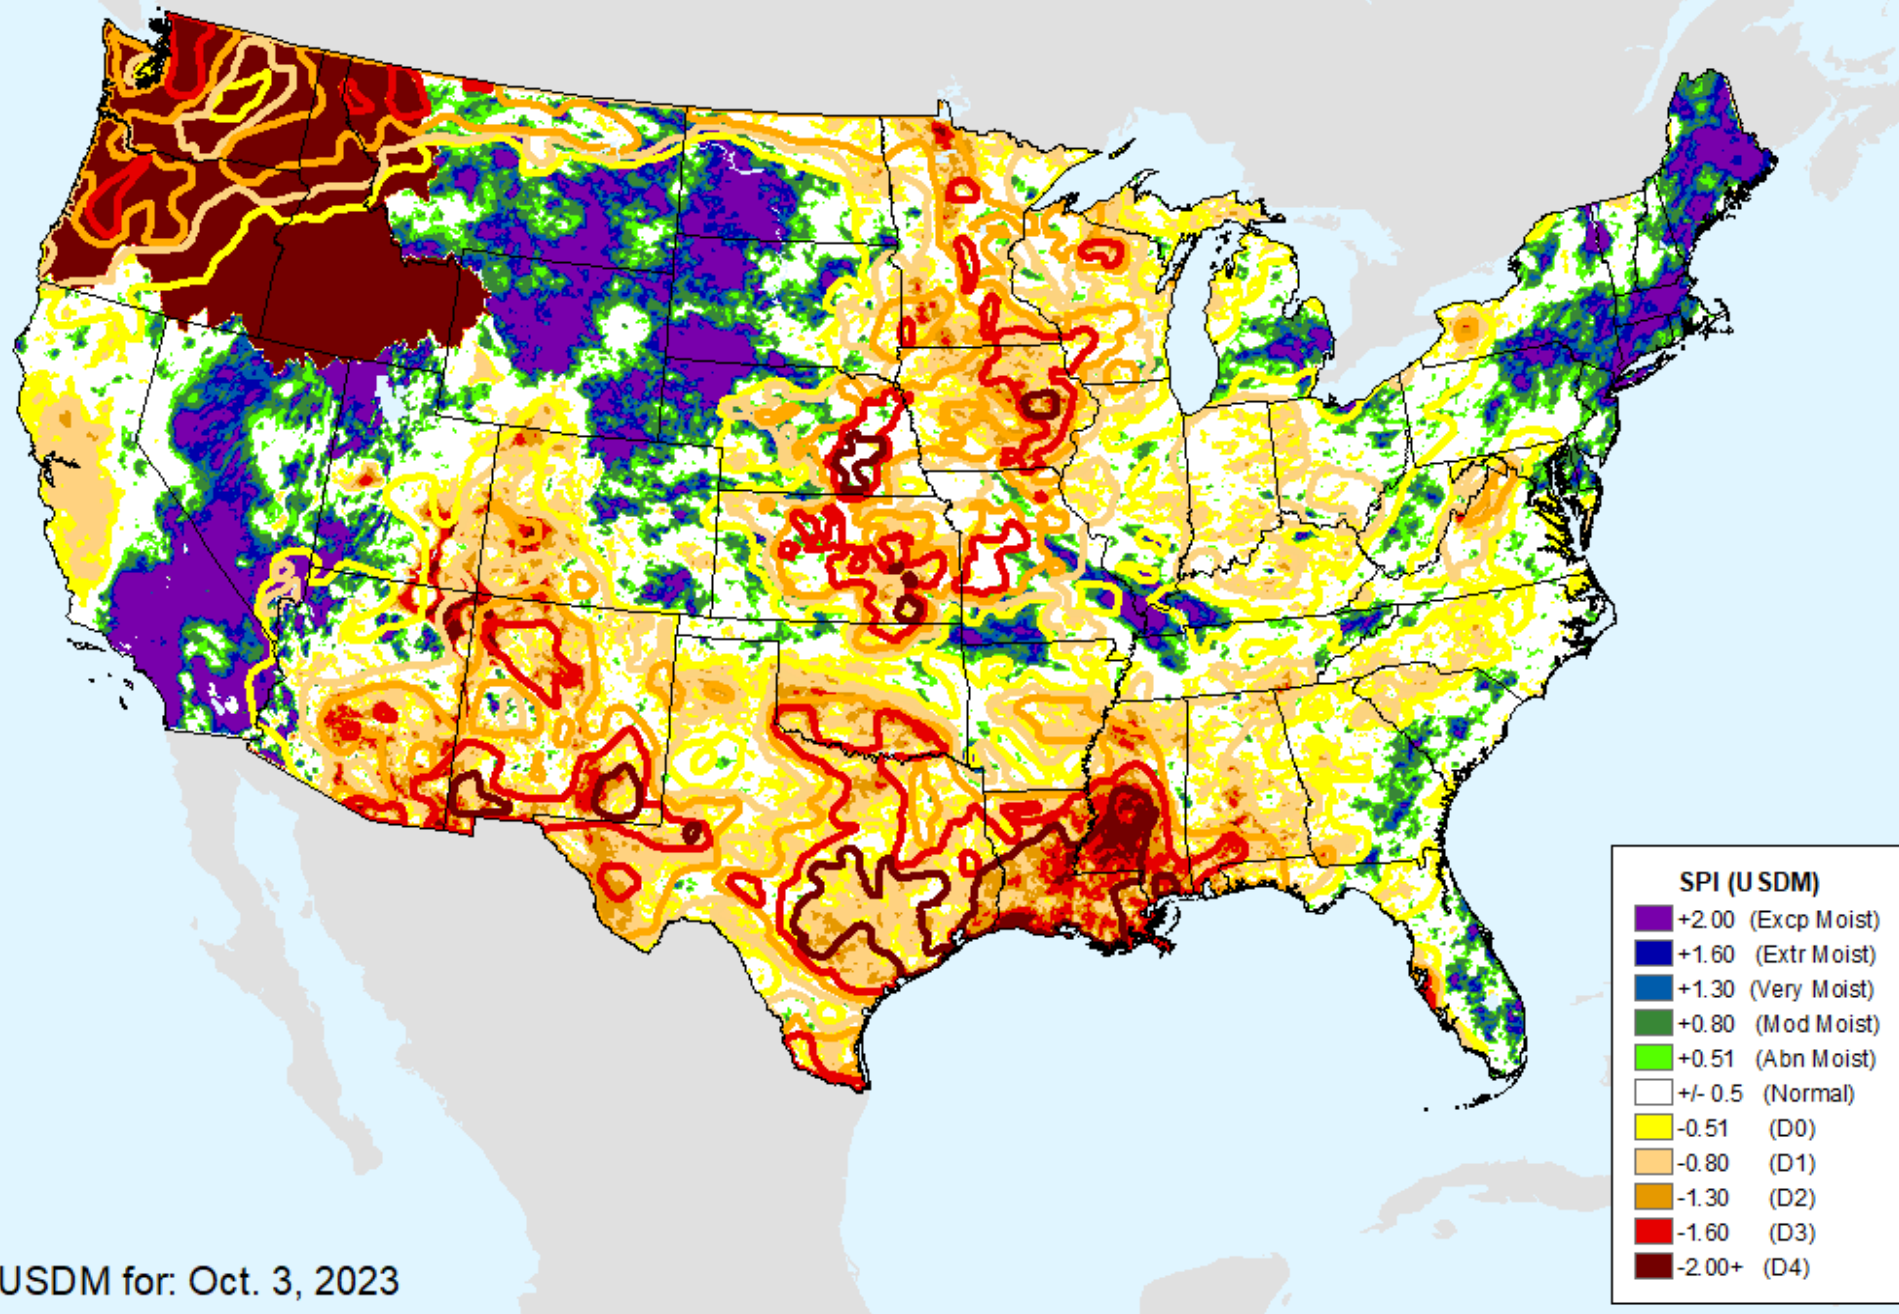 SPI (USDM)
+2.00 (Excp Moist)
+1.60 (Extr Moist)
+1.30 (Very Moist)
+0.80 (Mod Moist)
+0.51 (Abn Moist)
+/- 0.5 (Normal)
-0.51 (D0)
-0.80 (D1)
-1.30 (D2)
-1.60 (D3)
-2.00+ (D4)
USDM for: Oct. 3, 2023